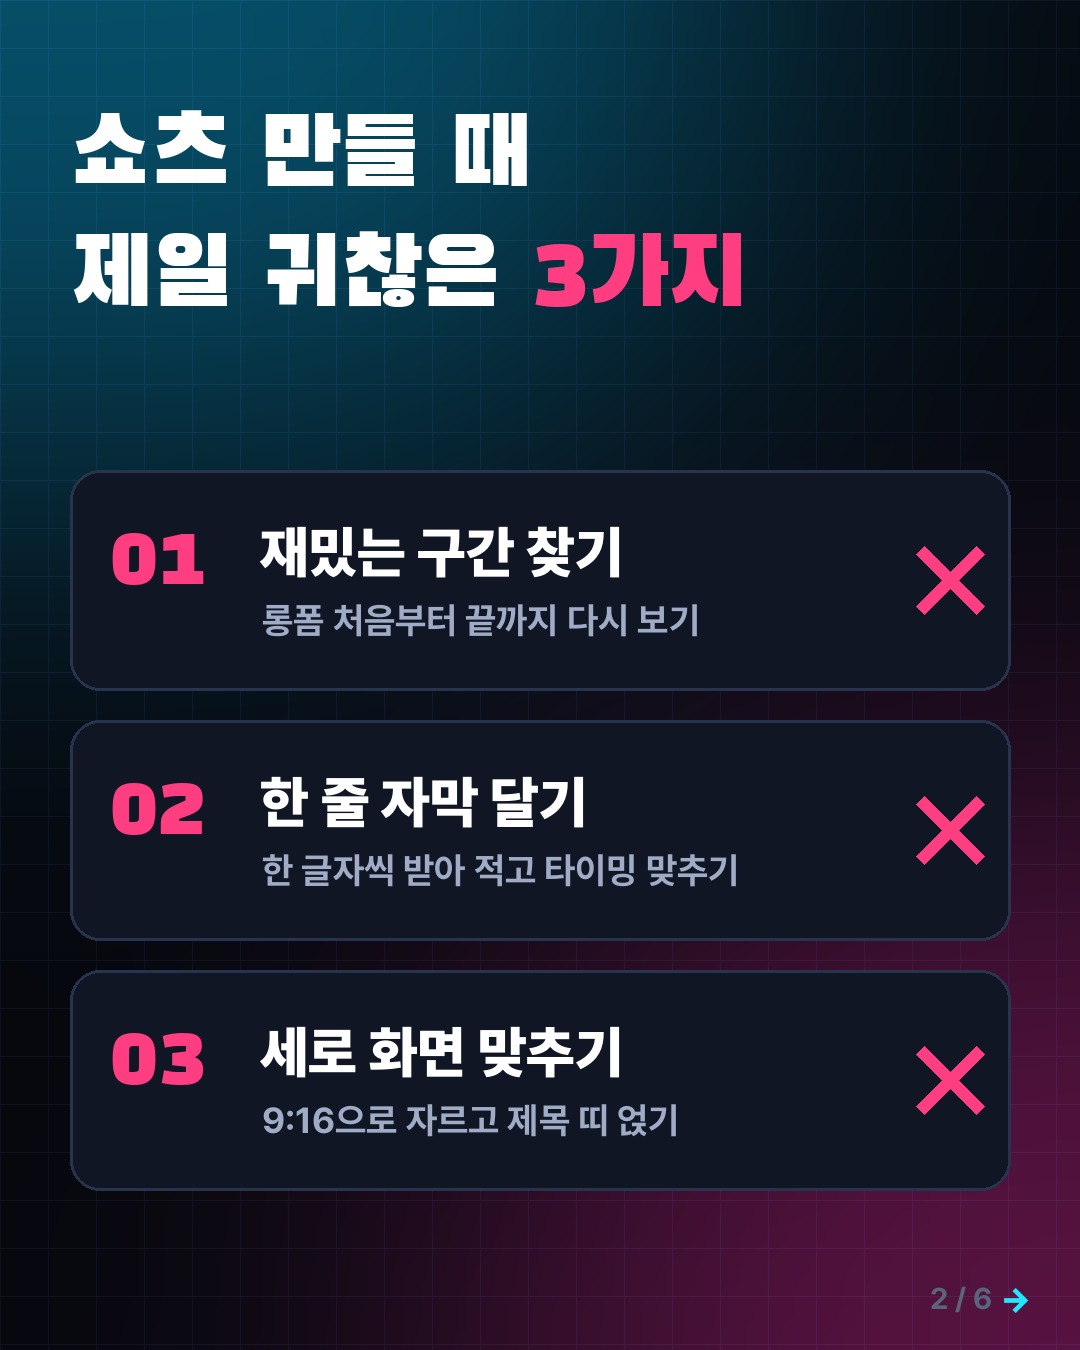 쇼츠 만들 때
제일 귀찮은 3가지
01
재밌는 구간 찾기
롱폼 처음부터 끝까지 다시 보기
02
한 줄 자막 달기
한 글자씩 받아 적고 타이밍 맞추기
03
세로 화면 맞추기
9:16으로 자르고 제목 띠 얹기
2 / 6 →